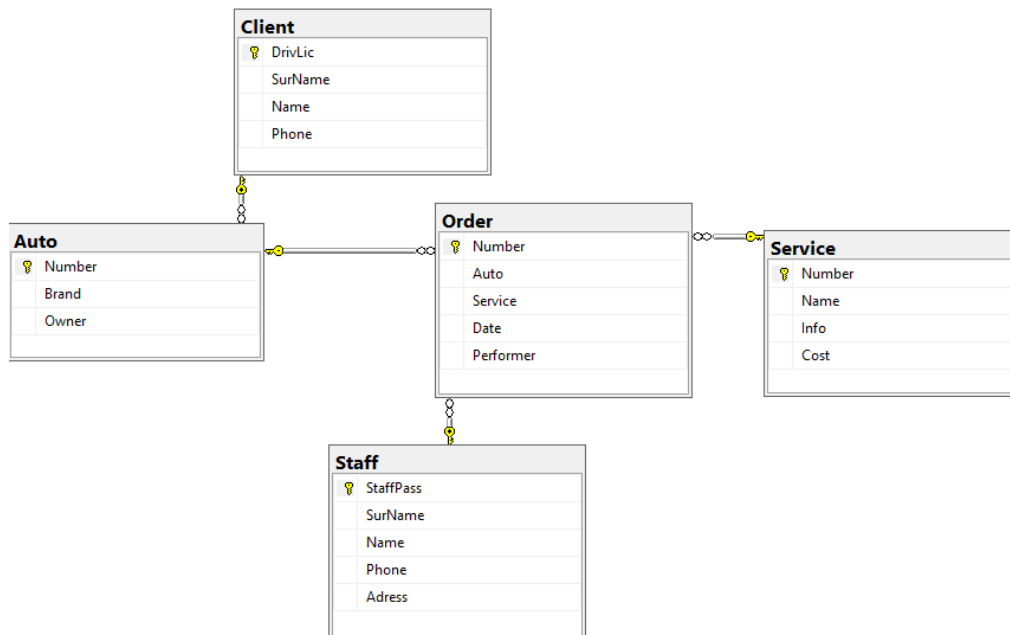 Client
DrivLic
SurName
Name
Phone
Auto
Number
Brand
Owner
Order
Number
Auto
Service
Date
Performer
Service
Number
Name
Info
Cost
Staff
StaffPass
SurName
Name
Phone
Adress